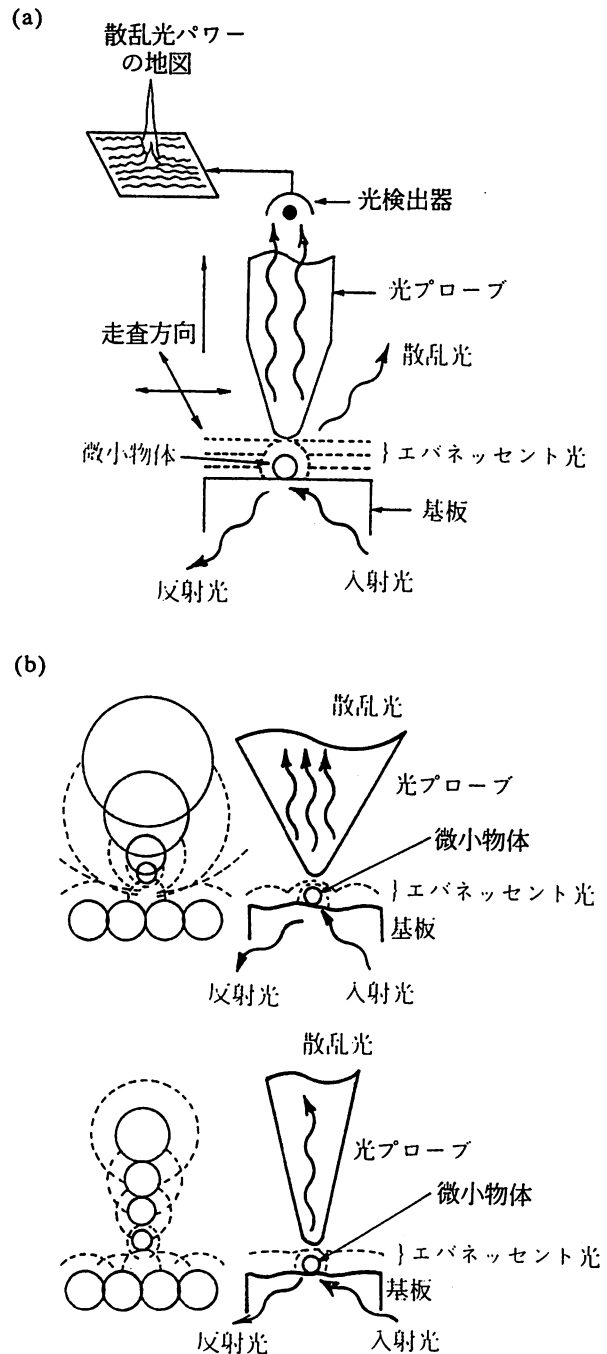 (a)
散乱光パワー
の地図
光検出器
光プローブ
走査方向
散乱光
微小物体
}エバネッセント光
基板
反射光
入射光
(b)
散乱光
光プローブ
微小物体
}エバネッセント光
基板
反射光
入射光
散乱光
光プローブ
微小物体
}エバネッセント光
基板
反射光
入射光